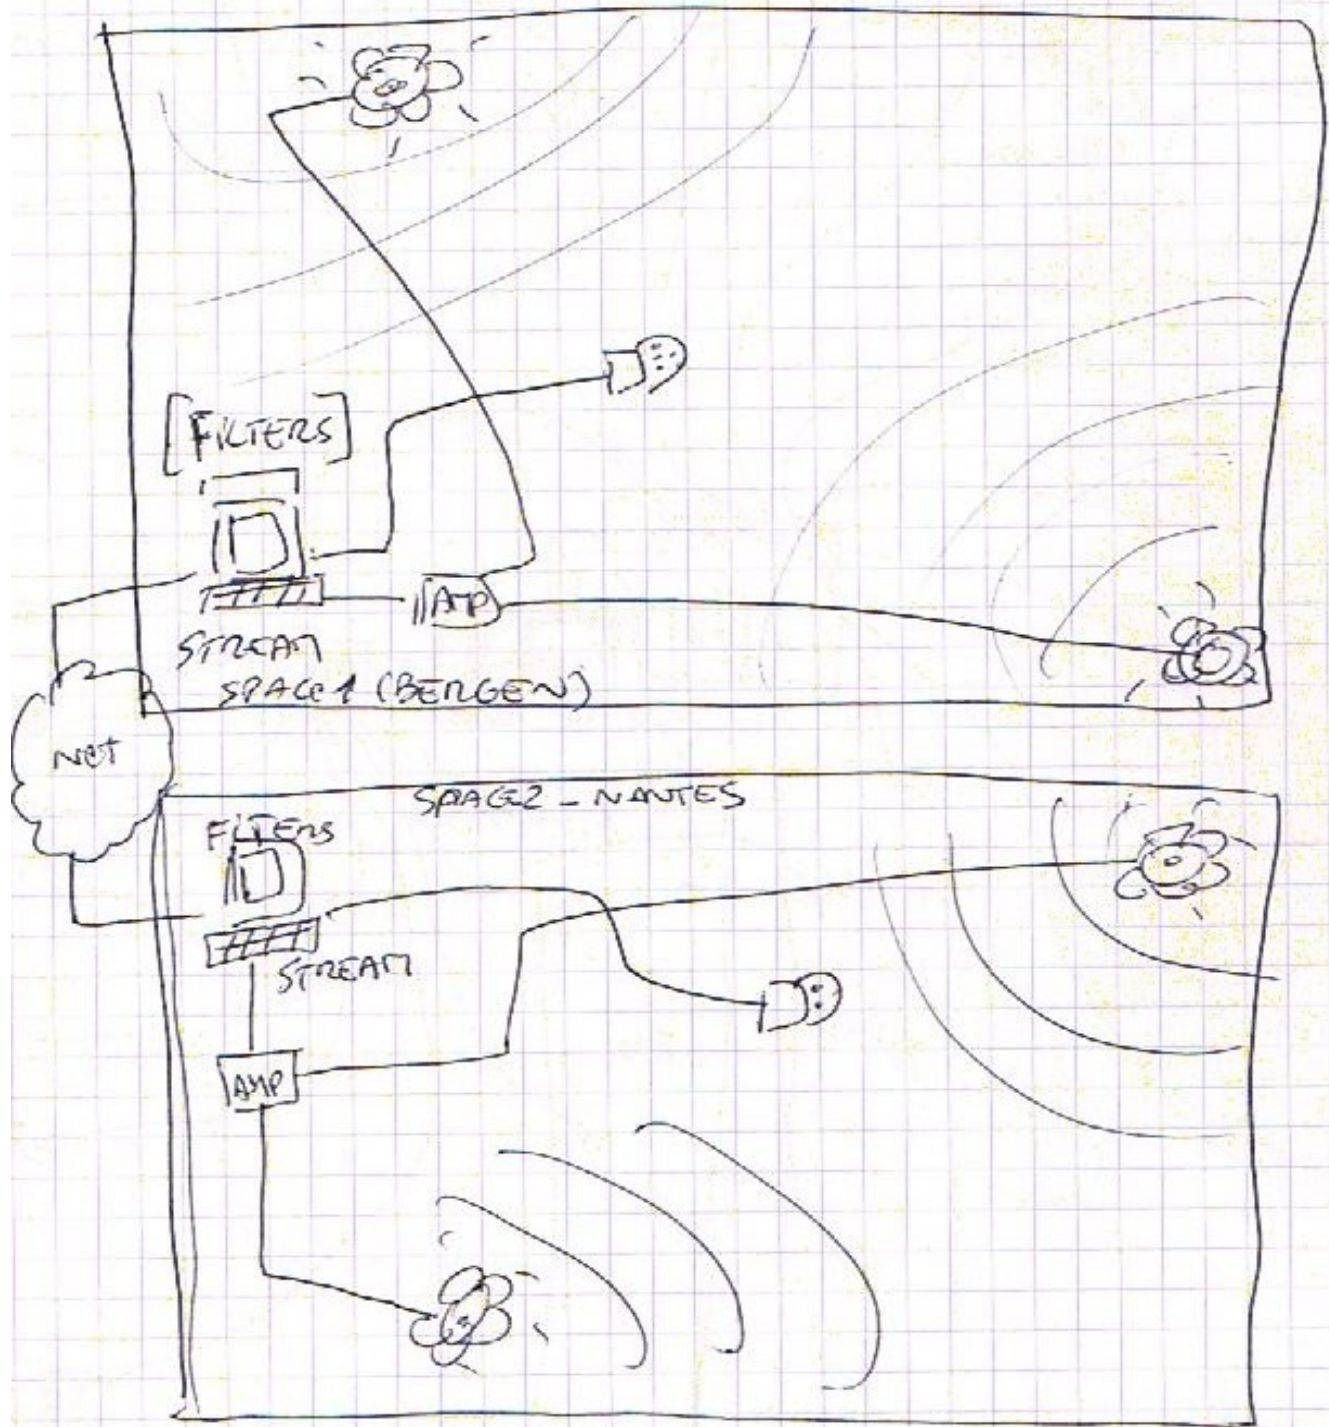 [FILTERS]
AMP
STREAM
SPACE1 (BERGEN)
Net
SPACE2 - NANTES
FILTERS
STREAM
AMP